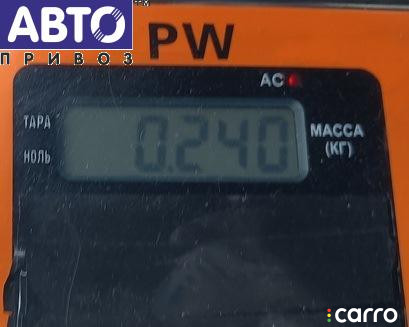 АВТО
ПРИВОЗ
PW
AC
ТАРА
НОЛЬ
0.240
МАССА
(КГ)
carro